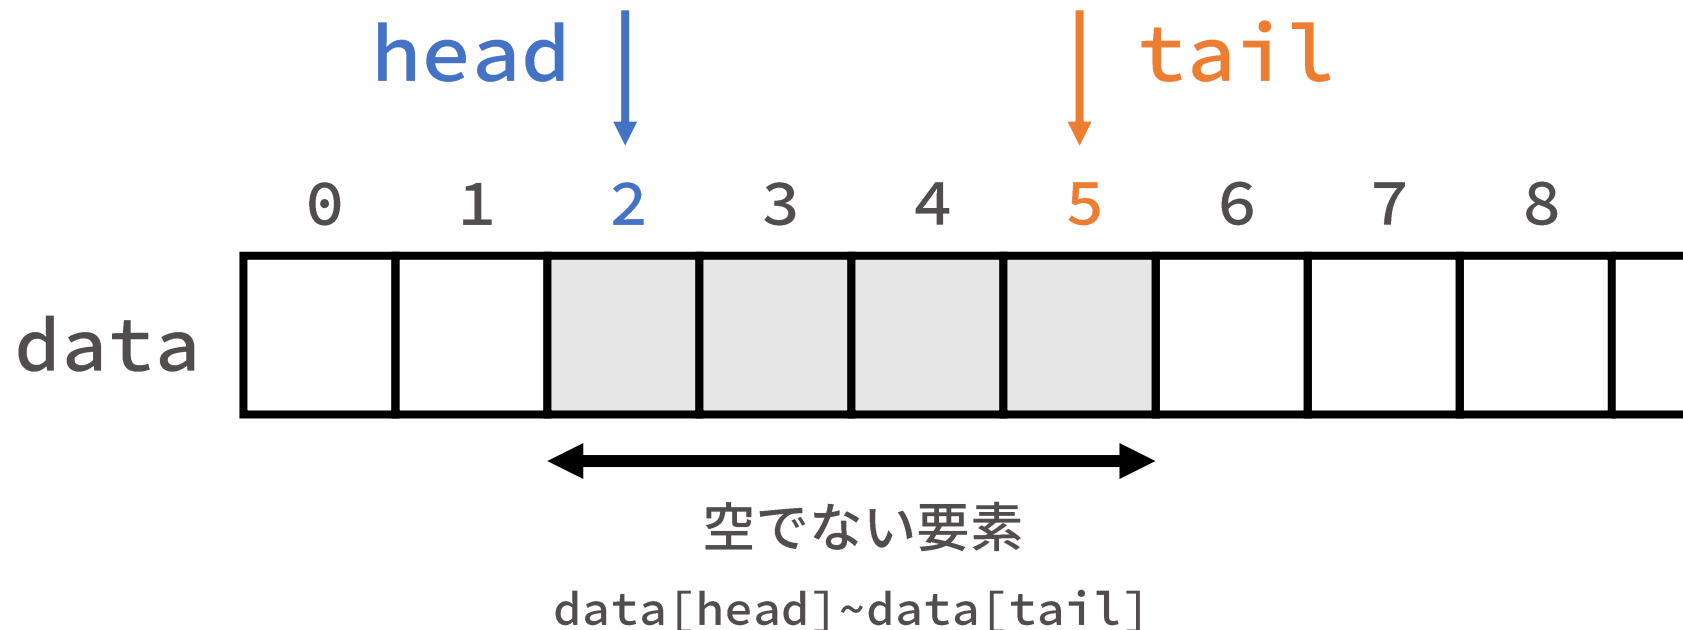 head tail
0 1 2 3 4 5 6 7 8
data
空でない要素
data[head]~data[tail]